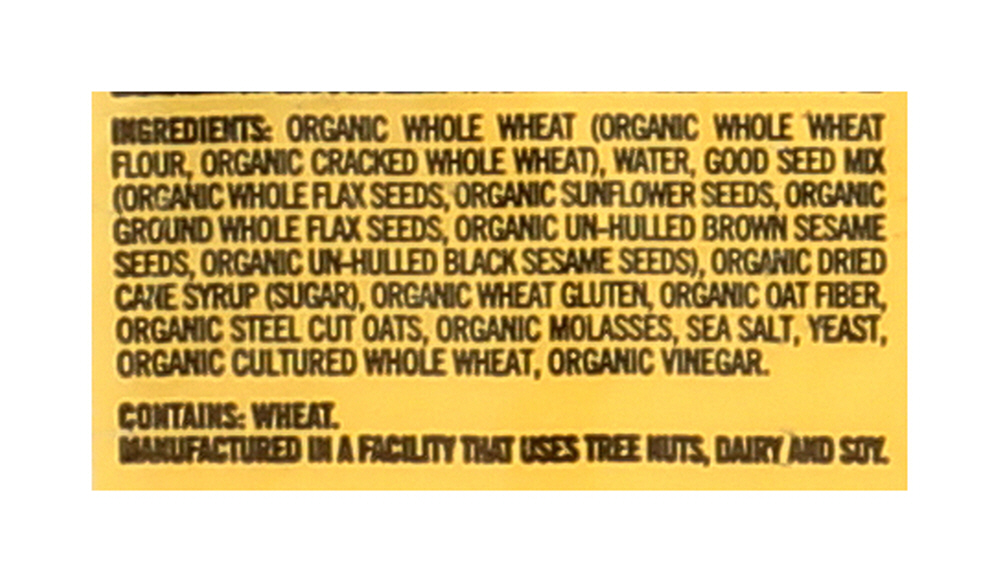 INGREDIENTS: ORGANIC WHOLE WHEAT (ORGANIC WHOLE WHEAT
FLOUR, ORGANIC CRACKED WHOLE WHEAT), WATER, GOOD SEED MIX
(ORGANIC WHOLE FLAX SEEDS, ORGANIC SUNFLOWER SEEDS, ORGANIC
GROUND WHOLE FLAX SEEDS, ORGANIC UN-HULLED BROWN SESAME
SEEDS, ORGANIC UN-HULLED BLACK SESAME SEEDS), ORGANIC DRIED
CANE SYRUP (SUGAR), ORGANIC WHEAT GLUTEN, ORGANIC OAT FIBER,
ORGANIC STEEL CUT OATS, ORGANIC MOLASSES, SEA SALT, YEAST,
ORGANIC CULTURED WHOLE WHEAT, ORGANIC VINEGAR.
CONTAINS: WHEAT.
MANUFACTURED IN A FACILITY THAT USES TREE NUTS, DAIRY AND SOY.